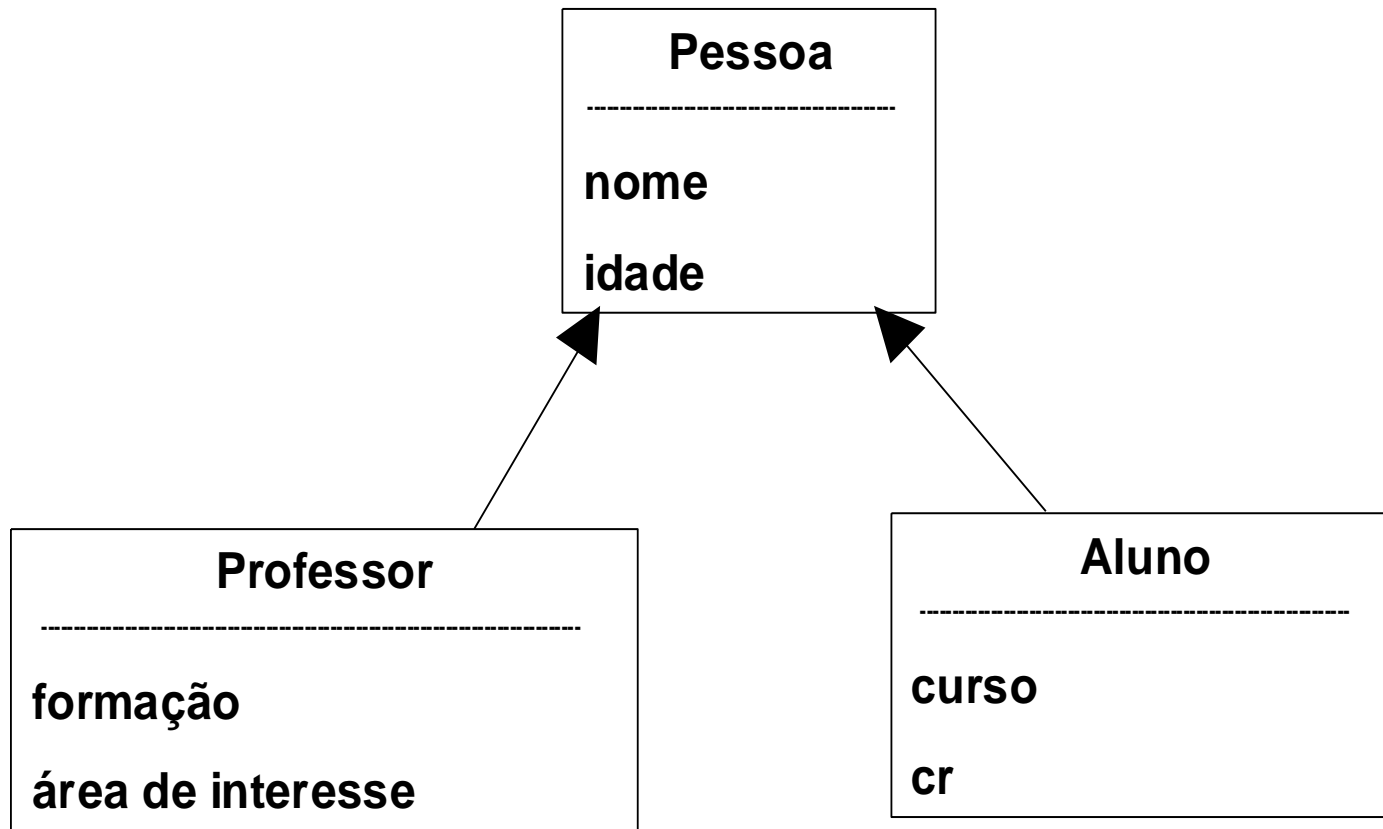 Pessoa
nome
idade
Professor
formação
área de interesse
Aluno
curso
cr